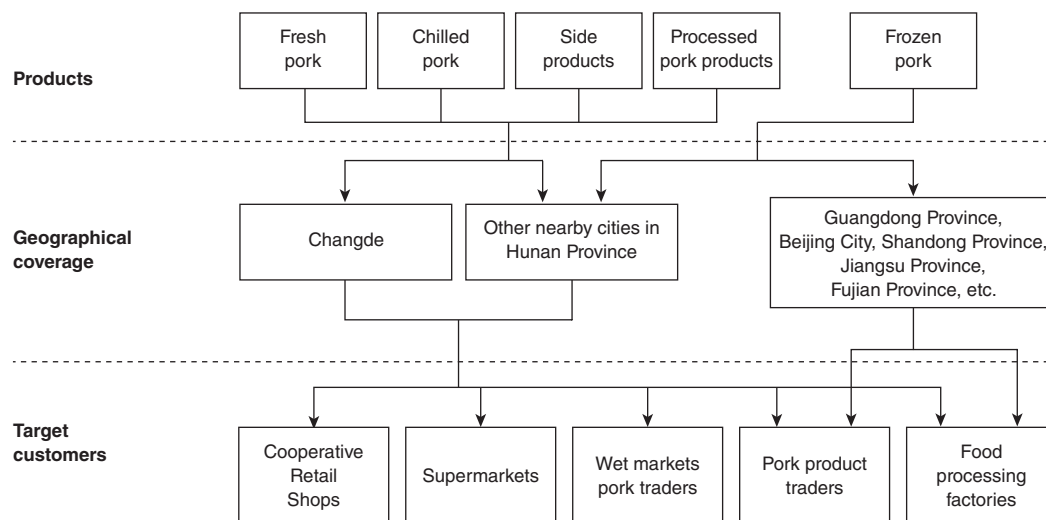 Products
Fresh
pork
Chilled
pork
Side
products
Processed
pork products
Frozen
pork
Geographical
coverage
Changde
Other nearby cities in
Hunan Province
Guangdong Province,
Beijing City, Shandong Province,
Jiangsu Province,
Fujian Province, etc.
Target
customers
Cooperative
Retail
Shops
Supermarkets
Wet markets
pork traders
Pork product
traders
Food
processing
factories